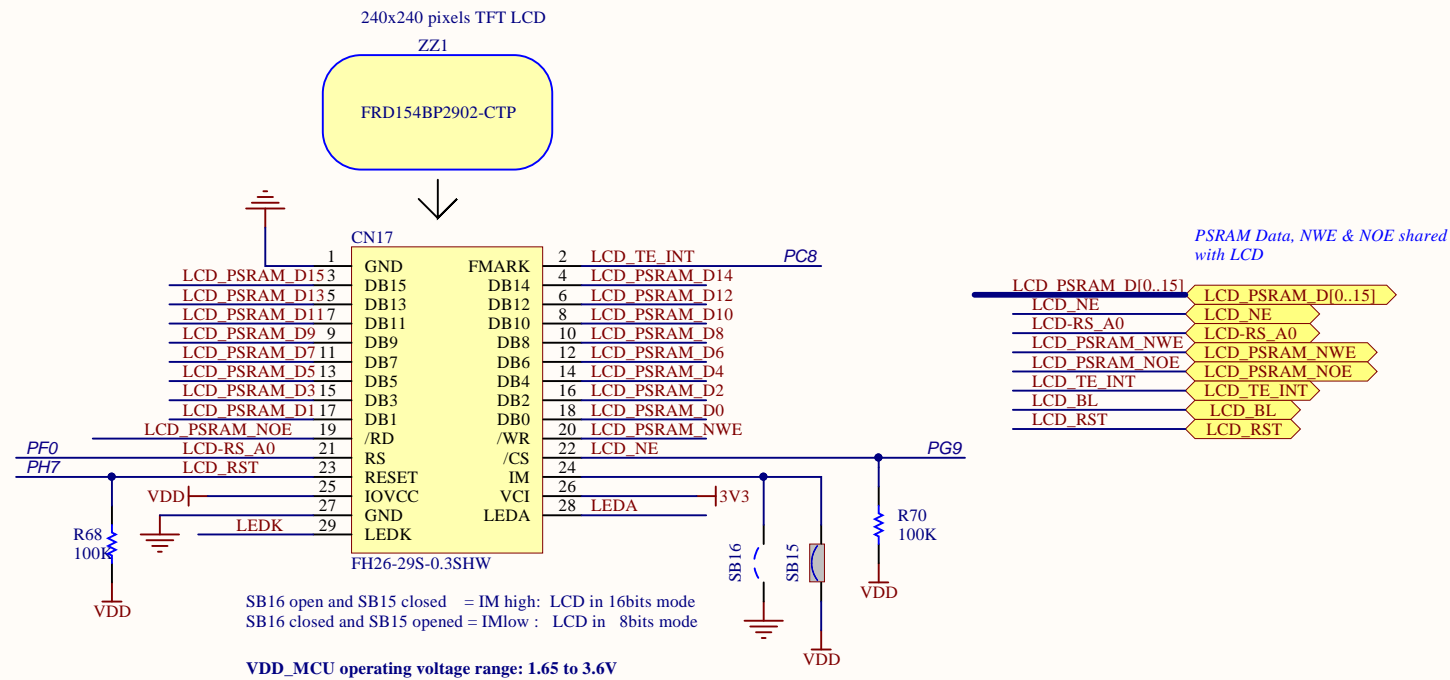 240x240 pixels TFT LCD
ZZ1
FRD154BP2902-CTP
CN17
1 GND FMARK 2 LCD_TE_INT PC8
LCD_PSRAM_D15 3 DB15 DB14 4 LCD_PSRAM_D14
LCD_PSRAM_D13 5 DB13 DB12 6 LCD_PSRAM_D12
LCD_PSRAM_D11 7 DB11 DB10 8 LCD_PSRAM_D10
LCD_PSRAM_D9 9 DB9 DB8 10 LCD_PSRAM_D8
LCD_PSRAM_D7 11 DB7 DB6 12 LCD_PSRAM_D6
LCD_PSRAM_D5 13 DB5 DB4 14 LCD_PSRAM_D4
LCD_PSRAM_D3 15 DB3 DB2 16 LCD_PSRAM_D2
LCD_PSRAM_D1 17 DB1 DB0 18 LCD_PSRAM_D0
LCD_PSRAM_NOE 19 /RD /WR 20 LCD_PSRAM_NWE
PF0 LCD-RS_A0 21 RS /CS 22 LCD_NE PG9
PH7 LCD_RST 23 RESET IM 24
VDD 25 IOVCC VCI 26 3V3
27 GND LEDA 28 LEDA
LEDK 29 LEDK
FH26-29S-0.3SHW
R68
100K
VDD
SB16
SB15
VDD
R70
100K
VDD
SB16 open and SB15 closed = IM high: LCD in 16bits mode
SB16 closed and SB15 opened = IMlow : LCD in 8bits mode
VDD_MCU operating voltage range: 1.65 to 3.6V
PSRAM Data, NWE & NOE shared
with LCD
LCD_PSRAM_D[0..15] LCD_PSRAM_D[0..15]
LCD_NE LCD_NE
LCD-RS_A0 LCD-RS_A0
LCD_PSRAM_NWE LCD_PSRAM_NWE
LCD_PSRAM_NOE LCD_PSRAM_NOE
LCD_TE_INT LCD_TE_INT
LCD_BL LCD_BL
LCD_RST LCD_RST